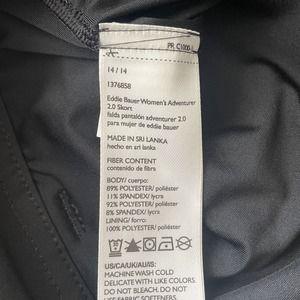 PR. C1000
14 / 14
1376858
Eddie Bauer Women's Adventurer
2.0 Skort
falda pantalón adventurer 2.0
para mujer de eddie bauer
MADE IN SRI LANKA
hecho en sri lanka
FIBER CONTENT
contenido de fibra
BODY/ cuerpo:
89% POLYESTER/ poliéster
11% SPANDEX/ lycra
92% POLYESTER/ poliéster
8% SPANDEX/ lycra
LINING/ forro:
100% POLYESTER/ poliéster
US/CA/UK/AU/IS:
MACHINE WASH COLD
DELICATE WITH LIKE COLORS.
DO NOT BLEACH. DO NOT
USE FABRIC SOFTENERS.